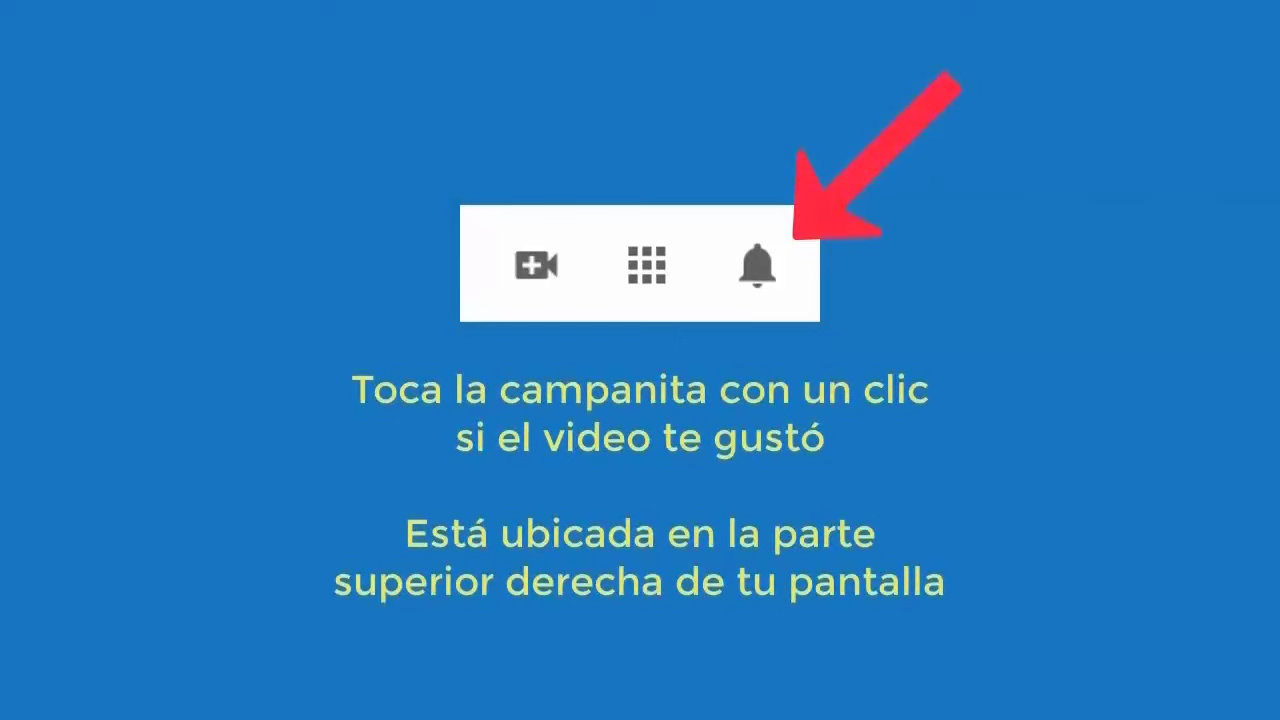 Toca la campanita con un clic
si el video te gustó
Está ubicada en la parte
superior derecha de tu pantalla